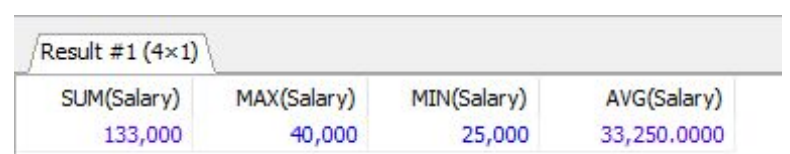 Result #1 (4×1)
SUM(Salary) MAX(Salary) MIN(Salary) AVG(Salary)
133,000 40,000 25,000 33,250.0000